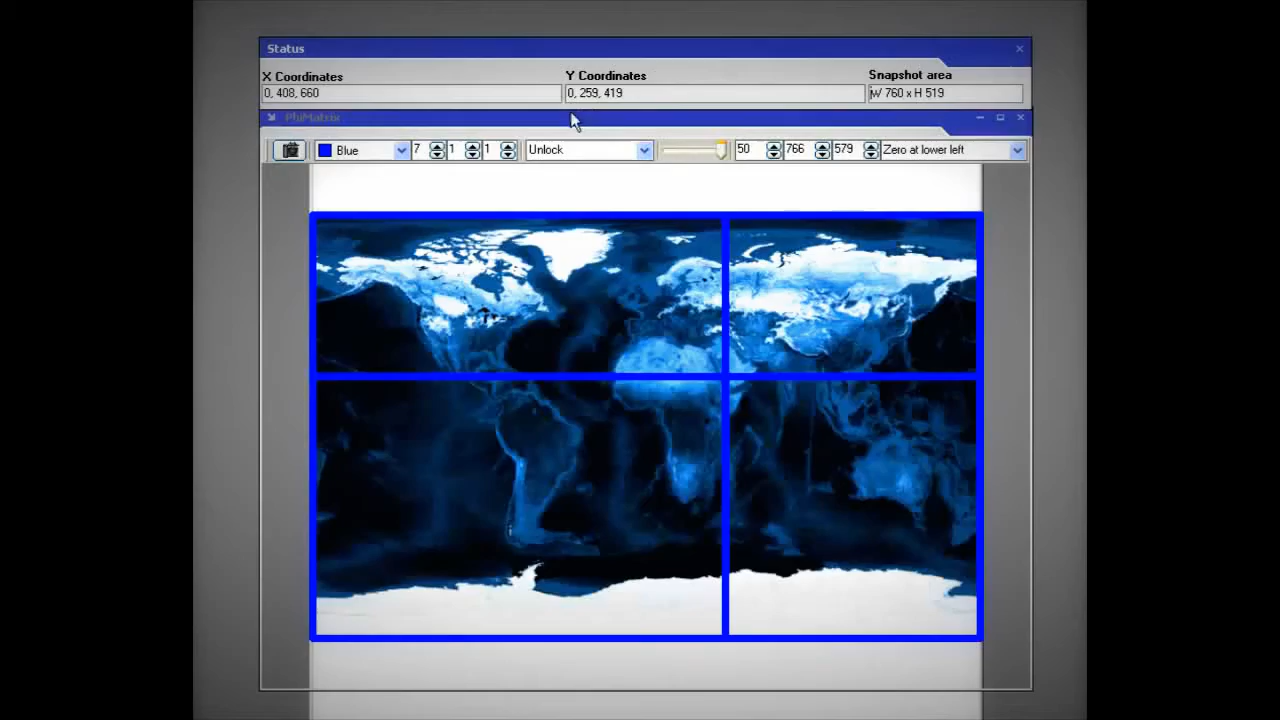 Status
X Coordinates Y Coordinates Snapshot area
0, 408, 660 0, 259, 419 W 760 x H 519
PhiMatrix
Blue 7 1 1 Unlock 50 766 579 Zero at lower left